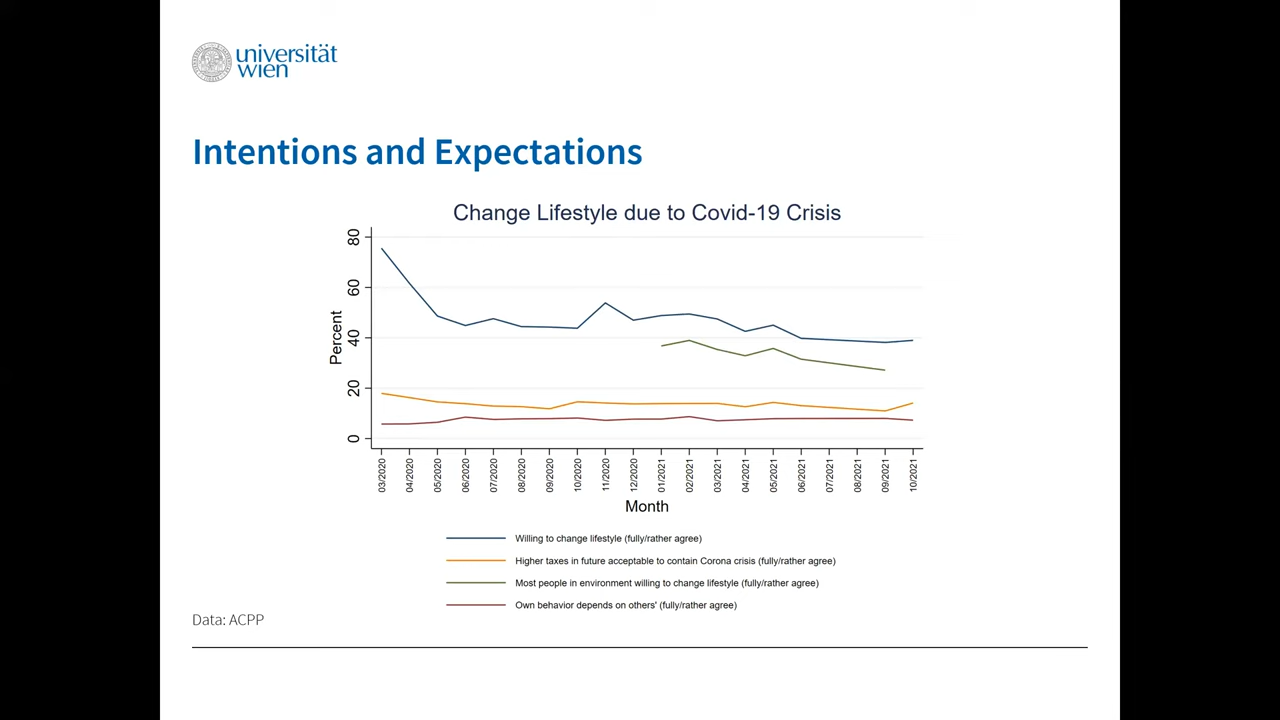 universität
wien
Intentions and Expectations
Change Lifestyle due to Covid-19 Crisis
Percent
80
60
40
20
0
03/2020 04/2020 05/2020 06/2020 07/2020 08/2020 09/2020 10/2020 11/2020 12/2020 01/2021 02/2021 03/2021 04/2021 05/2021 06/2021 07/2021 08/2021 09/2021 10/2021
Month
Willing to change lifestyle (fully/rather agree)
Higher taxes in future acceptable to contain Corona crisis (fully/rather agree)
Most people in environment willing to change lifestyle (fully/rather agree)
Own behavior depends on others' (fully/rather agree)
Data: ACPP